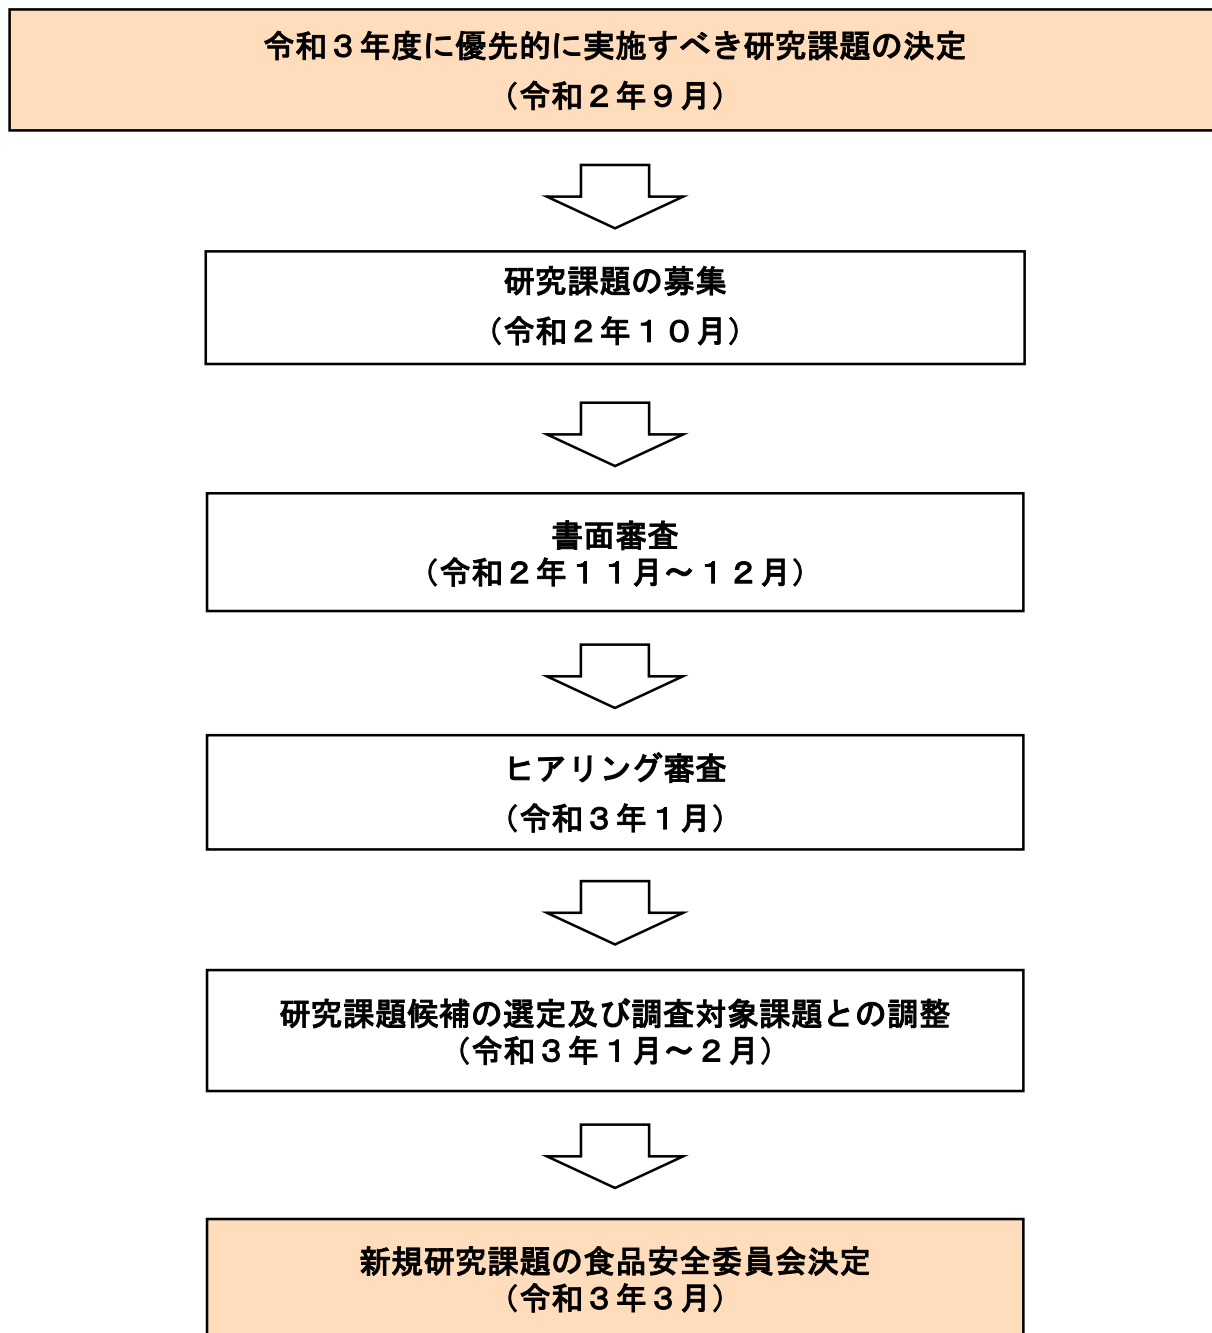 令和３年度に優先的に実施すべき研究課題の決定
（令和２年９月）
研究課題の募集
（令和２年１０月）
書面審査
（令和２年１１月～１２月）
ヒアリング審査
（令和３年１月）
研究課題候補の選定及び調査対象課題との調整
（令和３年１月～２月）
新規研究課題の食品安全委員会決定
（令和３年３月）